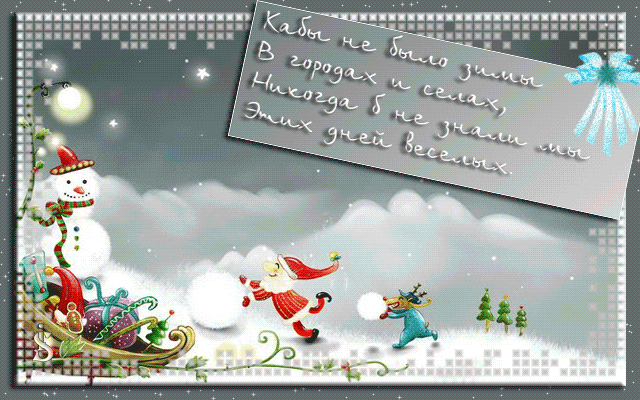 Кабы не было зимы
В городах и селах,
Никогда б не знали мы
Этих дней веселых.